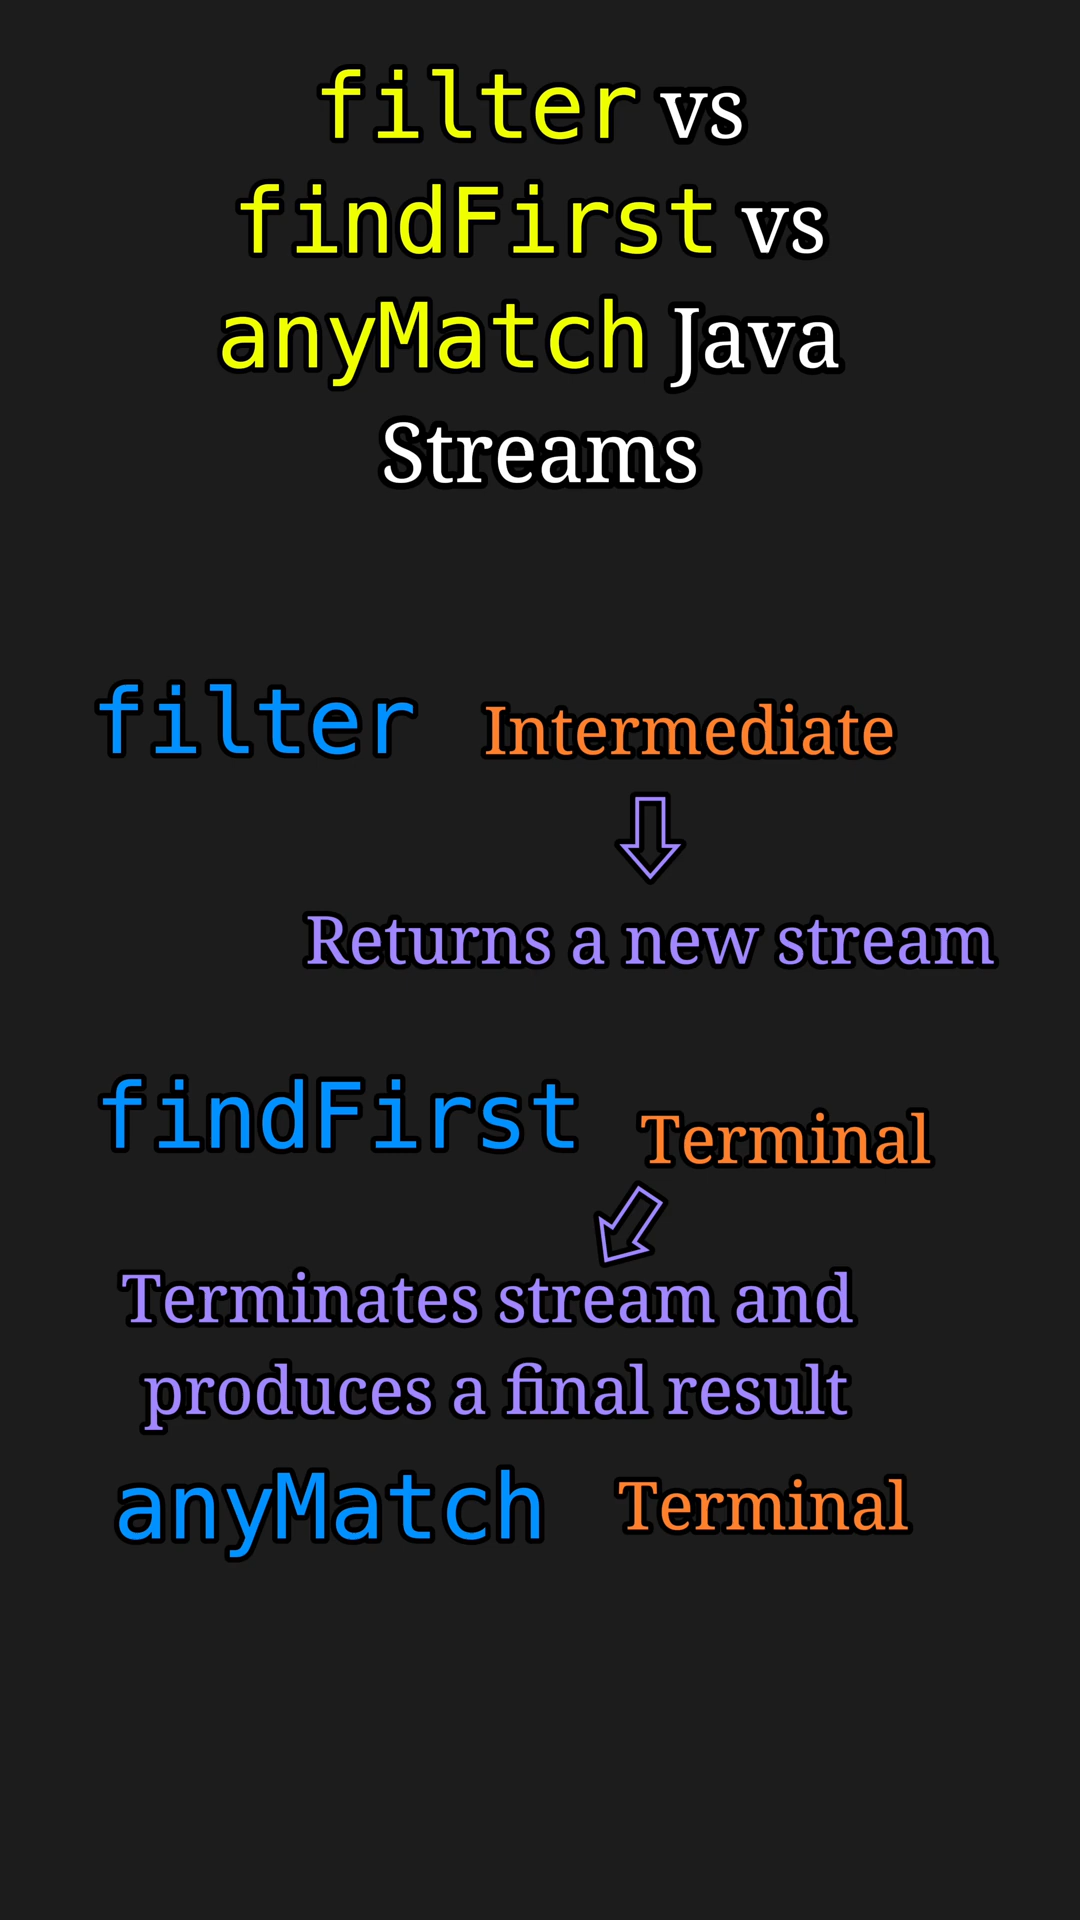 filter vs
findFirst vs
anyMatch Java
Streams
filter Intermediate
Returns a new stream
findFirst Terminal
Terminates stream and
produces a final result
anyMatch Terminal